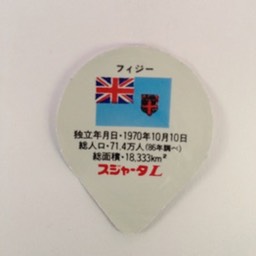 フィジー
独立年月日・1970年10月10日
総人口・71.4万人(86年調べ)
総面積・18,333km²
スジャータL